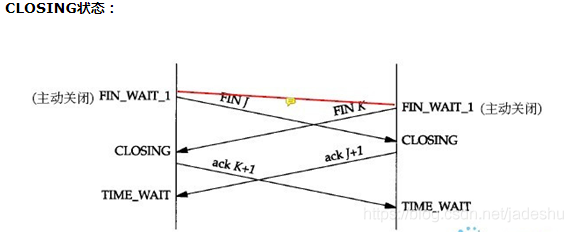 CLOSING状态：
(主动关闭) FIN_WAIT_1
FIN J
FIN K
FIN_WAIT_1 (主动关闭)
CLOSING
CLOSING
ack K+1
ack J+1
TIME_WAIT
TIME_WAIT
https://blog.csdn.net/jadeshu